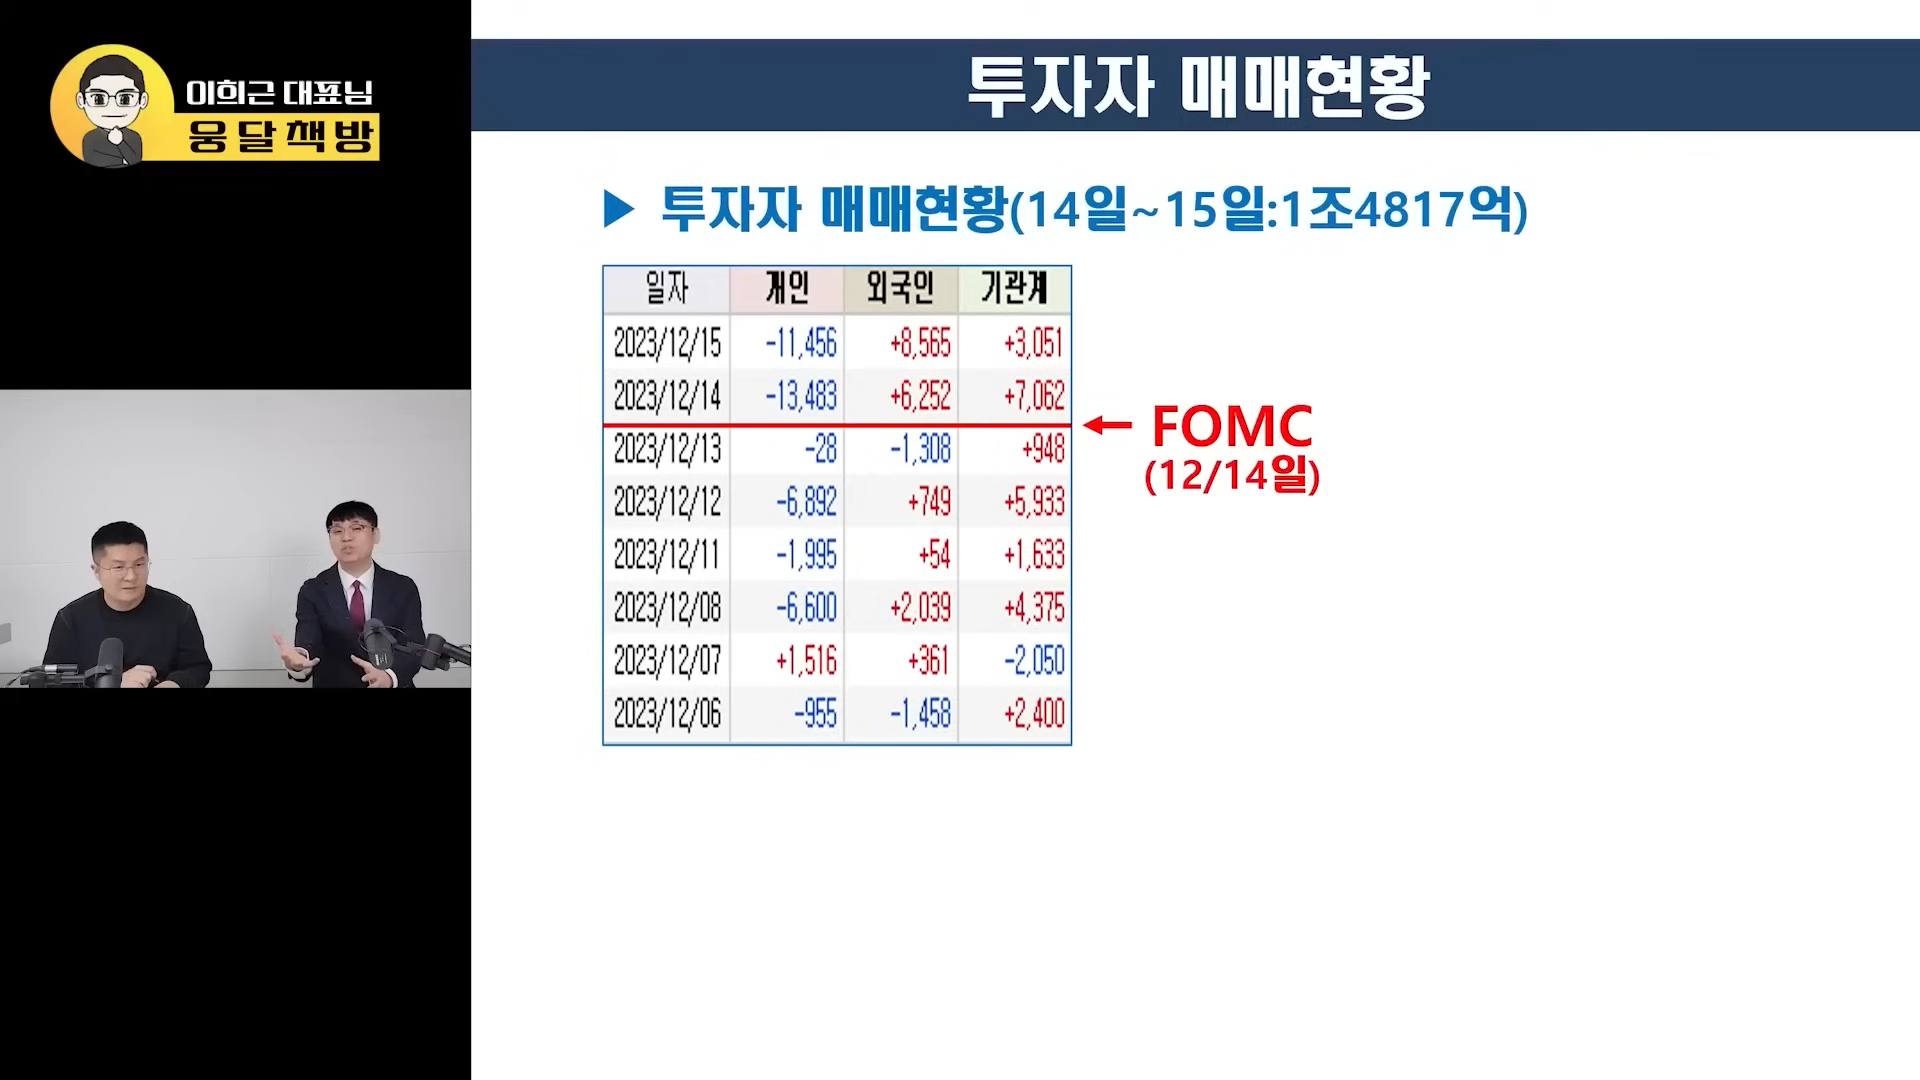 이희근 대표님
웅달책방
투자자 매매현황
▶ 투자자 매매현황(14일~15일:1조4817억)
일자 개인 외국인 기관계
2023/12/15 -11,456 +8,565 +3,051
2023/12/14 -13,483 +6,252 +7,062
2023/12/13 -28 -1,308 +948
2023/12/12 -6,892 +749 +5,933
2023/12/11 -1,995 +54 +1,633
2023/12/08 -6,600 +2,039 +4,375
2023/12/07 +1,516 +361 -2,050
2023/12/06 -955 -1,458 +2,400
← FOMC
(12/14일)